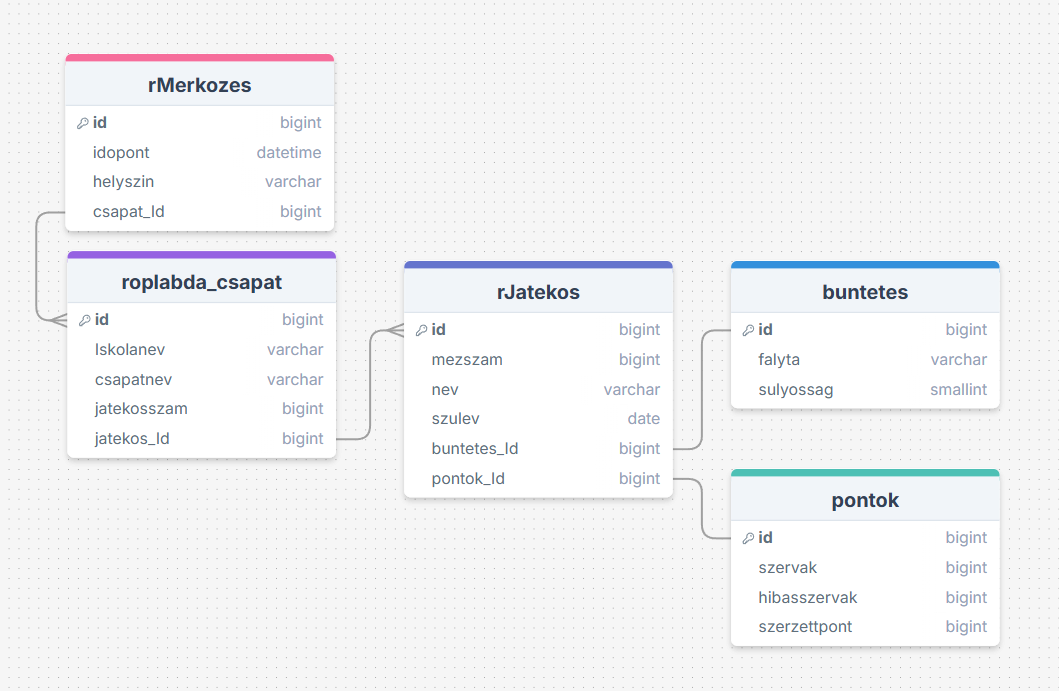 rMerkozes
id bigint
idopont datetime
helyszin varchar
csapat_Id bigint
roplabda_csapat
id bigint
Iskolanev varchar
csapatnev varchar
jatekosszam bigint
jatekos_Id bigint
rJatekos
id bigint
mezszam bigint
nev varchar
szulev date
buntetes_Id bigint
pontok_Id bigint
buntetes
id bigint
falyta varchar
sulyossag smallint
pontok
id bigint
szervak bigint
hibasszervak bigint
szerzettpont bigint